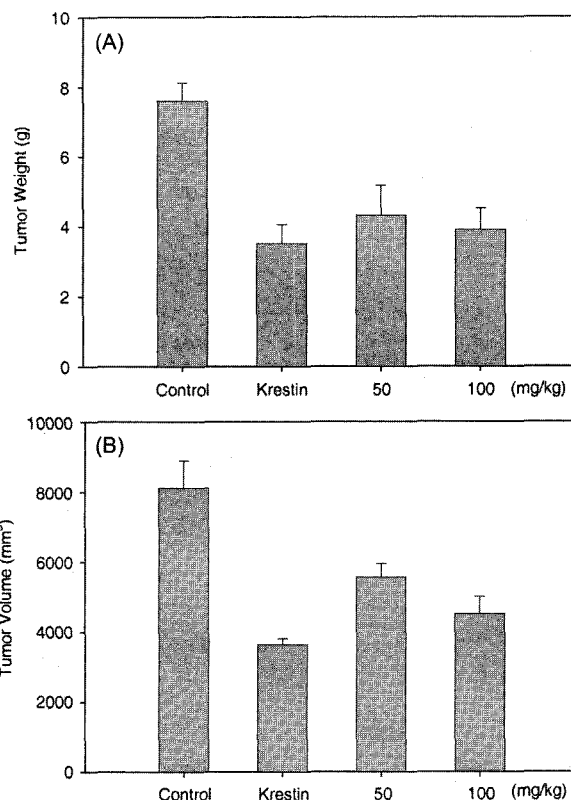 (A)
Tumor Weight (g)
10
8
6
4
2
0
Control Krestin 50 100 (mg/kg)
(B)
Tumor Volume (mm³)
10000
8000
6000
4000
2000
0
Control Krestin 50 100 (mg/kg)